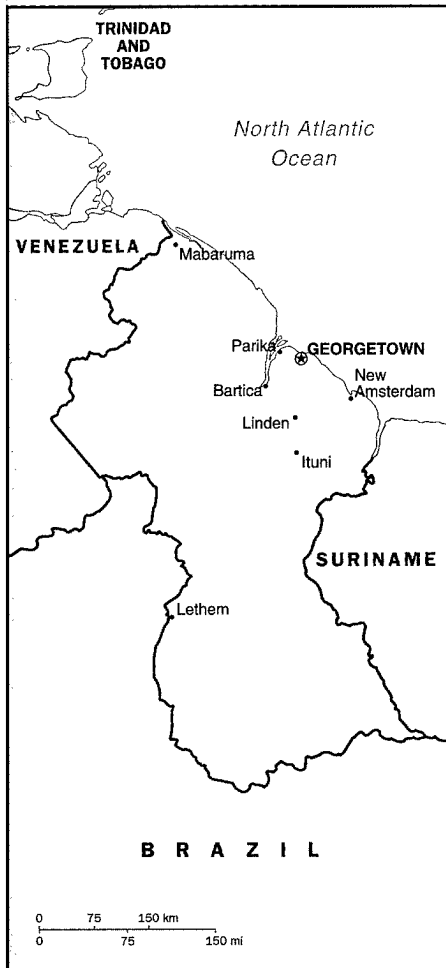 TRINIDAD
AND
TOBAGO
North Atlantic
Ocean
VENEZUELA
Mabaruma
Parika
GEORGETOWN
Bartica
New
Amsterdam
Linden
Ituni
SURINAME
Lethem
BRAZIL
0 75 150 km
0 75 150 mi